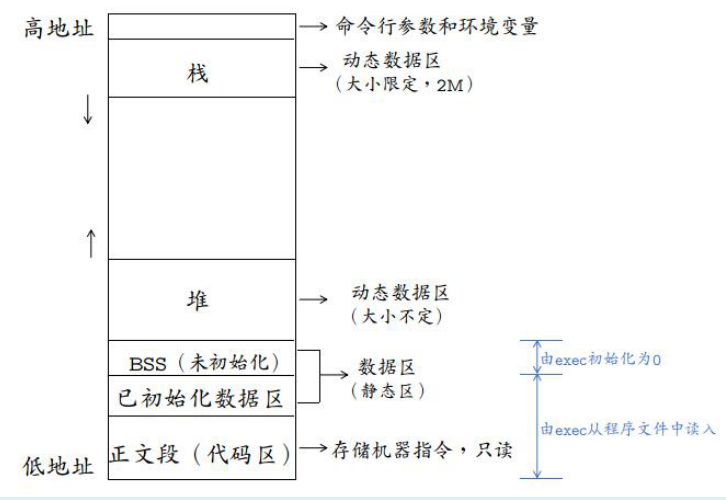 高地址
命令行参数和环境变量
栈
动态数据区
（大小限定，2M）
堆
动态数据区
（大小不定）
BSS（未初始化）
数据区
（静态区）
由exec初始化为0
已初始化数据区
由exec从程序文件中读入
低地址
正文段（代码区）
存储机器指令，只读